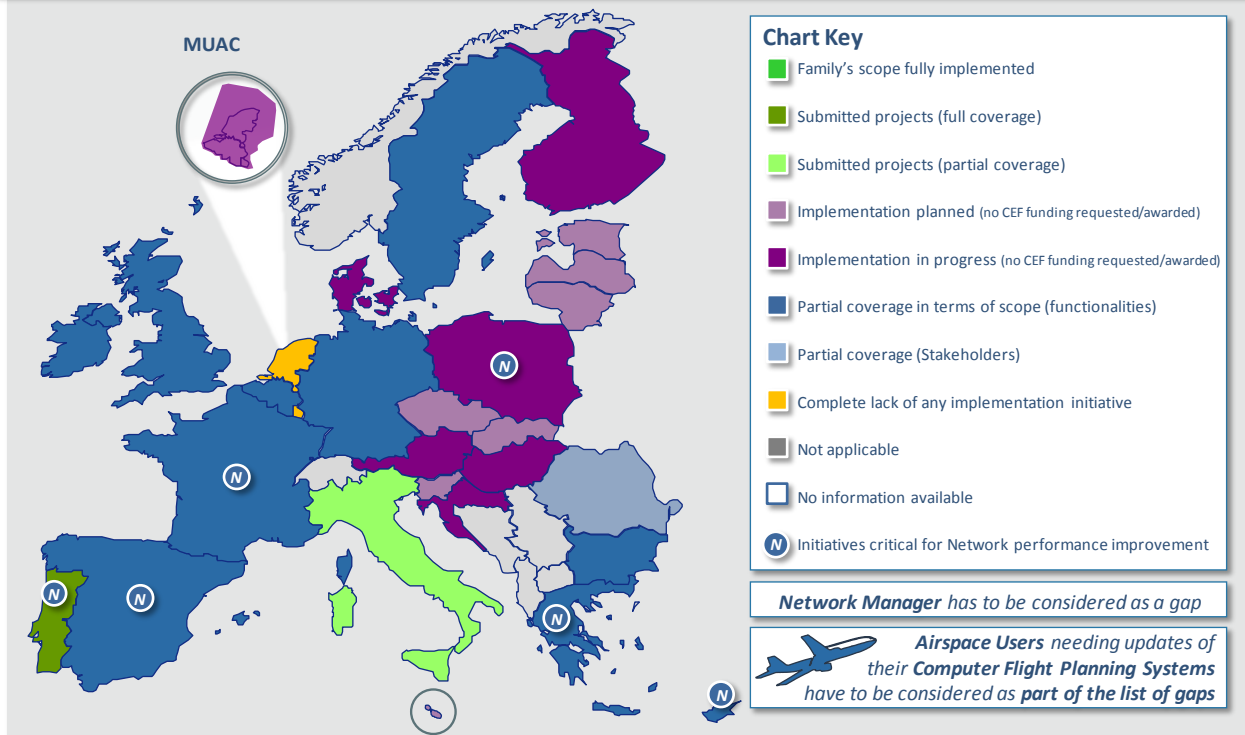 MUAC
N
N
N
N
N
N
Chart Key
Family's scope fully implemented
Submitted projects (full coverage)
Submitted projects (partial coverage)
Implementation planned (no CEF funding requested/awarded)
Implementation in progress (no CEF funding requested/awarded)
Partial coverage in terms of scope (functionalities)
Partial coverage (Stakeholders)
Complete lack of any implementation initiative
Not applicable
No information available
N Initiatives critical for Network performance improvement
Network Manager has to be considered as a gap
Airspace Users needing updates of
their Computer Flight Planning Systems
have to be considered as part of the list of gaps